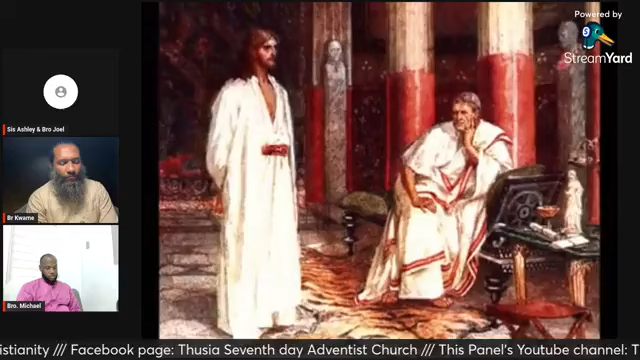 Powered by
StreamYard
Sis Ashley & Bro Joel
Br Kwame
Bro. Michael
istianity /// Facebook page: Thusia Seventh day Adventist Church /// This Panel's Youtube channel: T